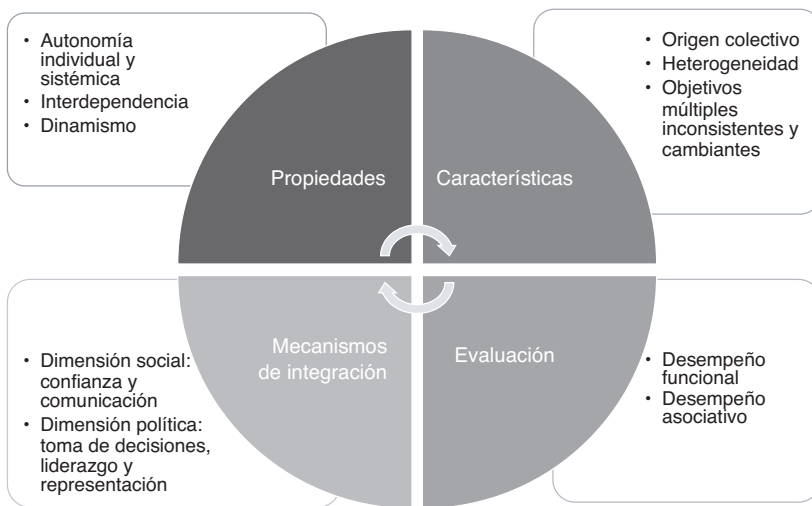 • Autonomía
individual y
sistémica
• Interdependencia
• Dinamismo
• Origen colectivo
• Heterogeneidad
• Objetivos
múltiples
inconsistentes y
cambiantes
Propiedades
Características
Mecanismos
de integración
Evaluación
• Dimensión social:
confianza y
comunicación
• Dimensión política:
toma de decisiones,
liderazgo y
representación
• Desempeño
funcional
• Desempeño
asociativo